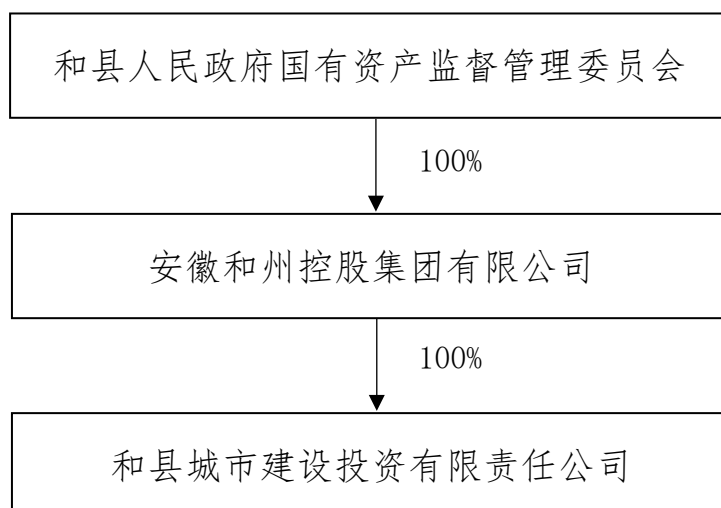 和县人民政府国有资产监督管理委员会
100%
安徽和州控股集团有限公司
100%
和县城市建设投资有限责任公司